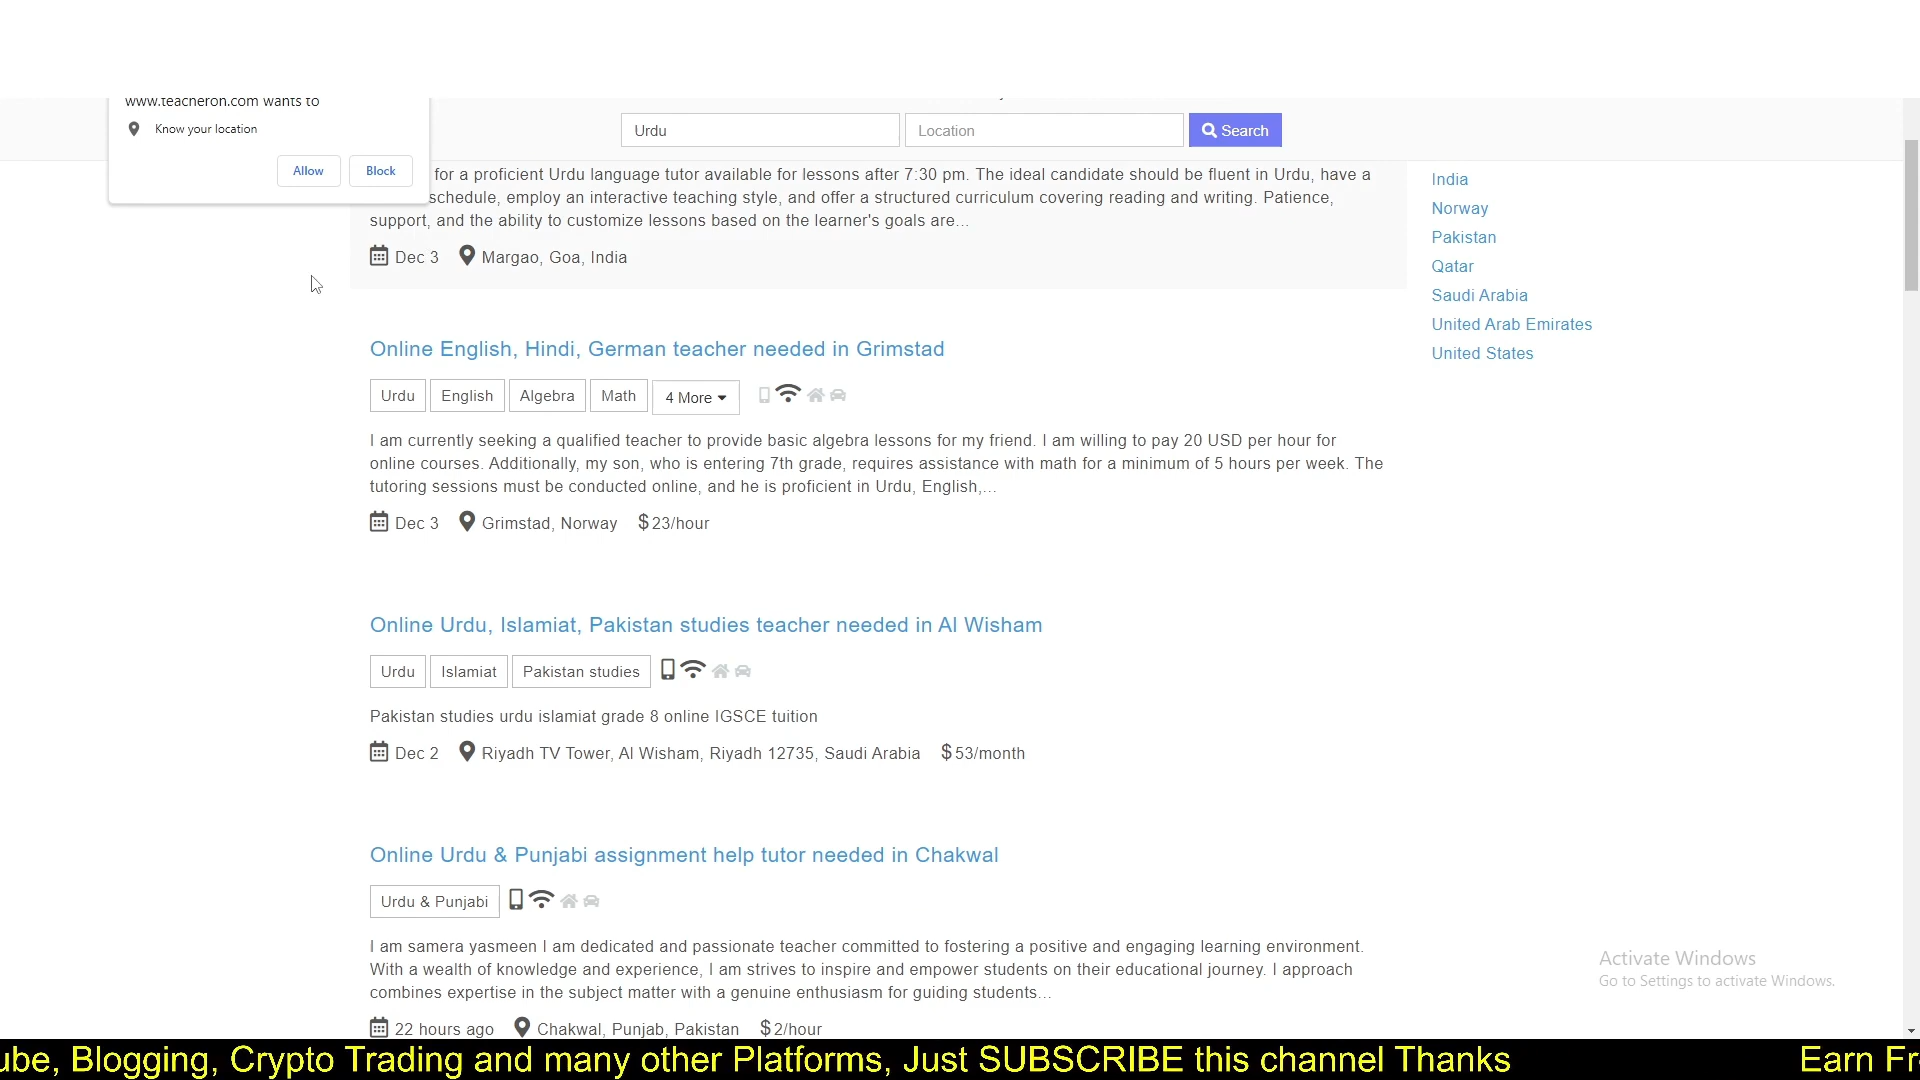 www.teacheron.com wants to
Know your location
Allow
Block
Urdu
Location
Search
for a proficient Urdu language tutor available for lessons after 7:30 pm. The ideal candidate should be fluent in Urdu, have a
schedule, employ an interactive teaching style, and offer a structured curriculum covering reading and writing. Patience,
support, and the ability to customize lessons based on the learner's goals are...
Dec 3 Margao, Goa, India
India
Norway
Pakistan
Qatar
Saudi Arabia
United Arab Emirates
United States
Online English, Hindi, German teacher needed in Grimstad
Urdu English Algebra Math 4 More
I am currently seeking a qualified teacher to provide basic algebra lessons for my friend. I am willing to pay 20 USD per hour for
online courses. Additionally, my son, who is entering 7th grade, requires assistance with math for a minimum of 5 hours per week. The
tutoring sessions must be conducted online, and he is proficient in Urdu, English,...
Dec 3 Grimstad, Norway $23/hour
Online Urdu, Islamiat, Pakistan studies teacher needed in Al Wisham
Urdu Islamiat Pakistan studies
Pakistan studies urdu islamiat grade 8 online IGSCE tuition
Dec 2 Riyadh TV Tower, Al Wisham, Riyadh 12735, Saudi Arabia $53/month
Online Urdu & Punjabi assignment help tutor needed in Chakwal
Urdu & Punjabi
I am samera yasmeen I am dedicated and passionate teacher committed to fostering a positive and engaging learning environment.
With a wealth of knowledge and experience, I am strives to inspire and empower students on their educational journey. I approach
combines expertise in the subject matter with a genuine enthusiasm for guiding students...
22 hours ago Chakwal, Punjab, Pakistan $2/hour
Activate Windows
Go to Settings to activate Windows.
ube, Blogging, Crypto Trading and many other Platforms, Just SUBSCRIBE this channel Thanks Earn Fr